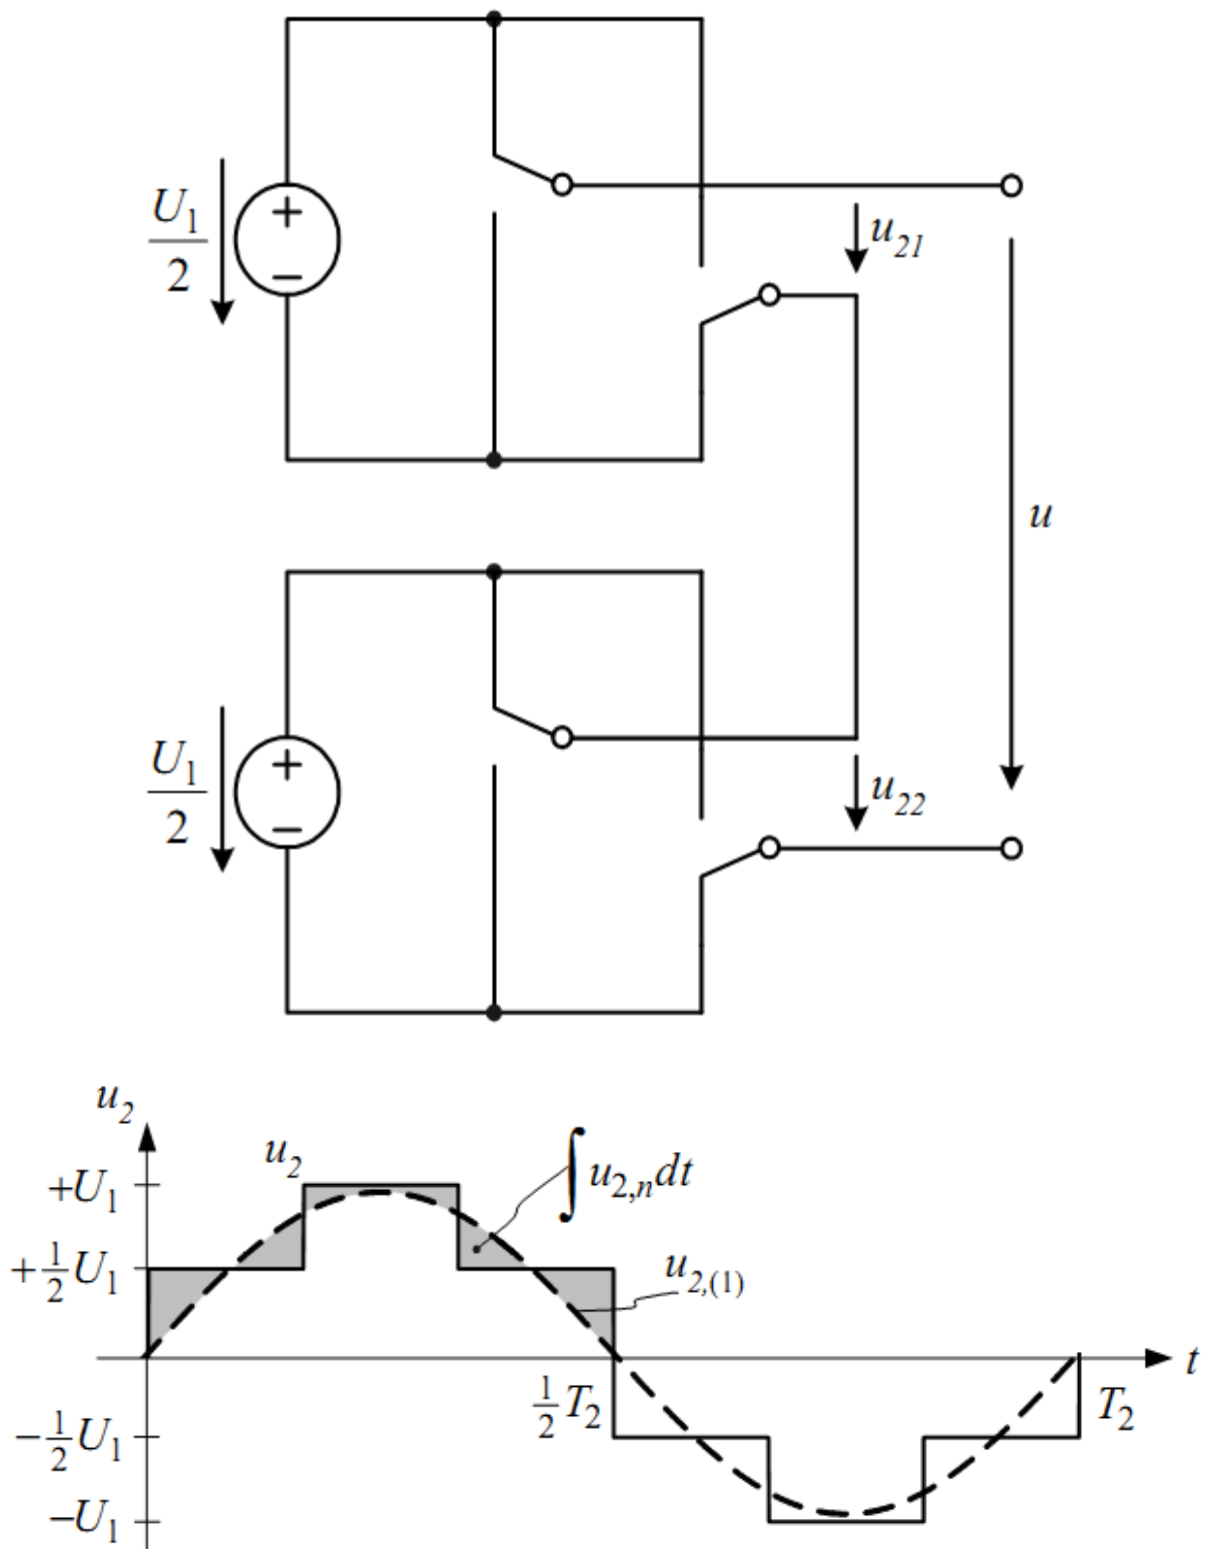 +
−
U₁/2
u₂₁
u
+
−
U₁/2
u₂₂
u₂
u₂
∫u₂,ₙdt
+U₁
+½U₁
u₂,₍₁₎
t
½T₂
T₂
−½U₁
−U₁